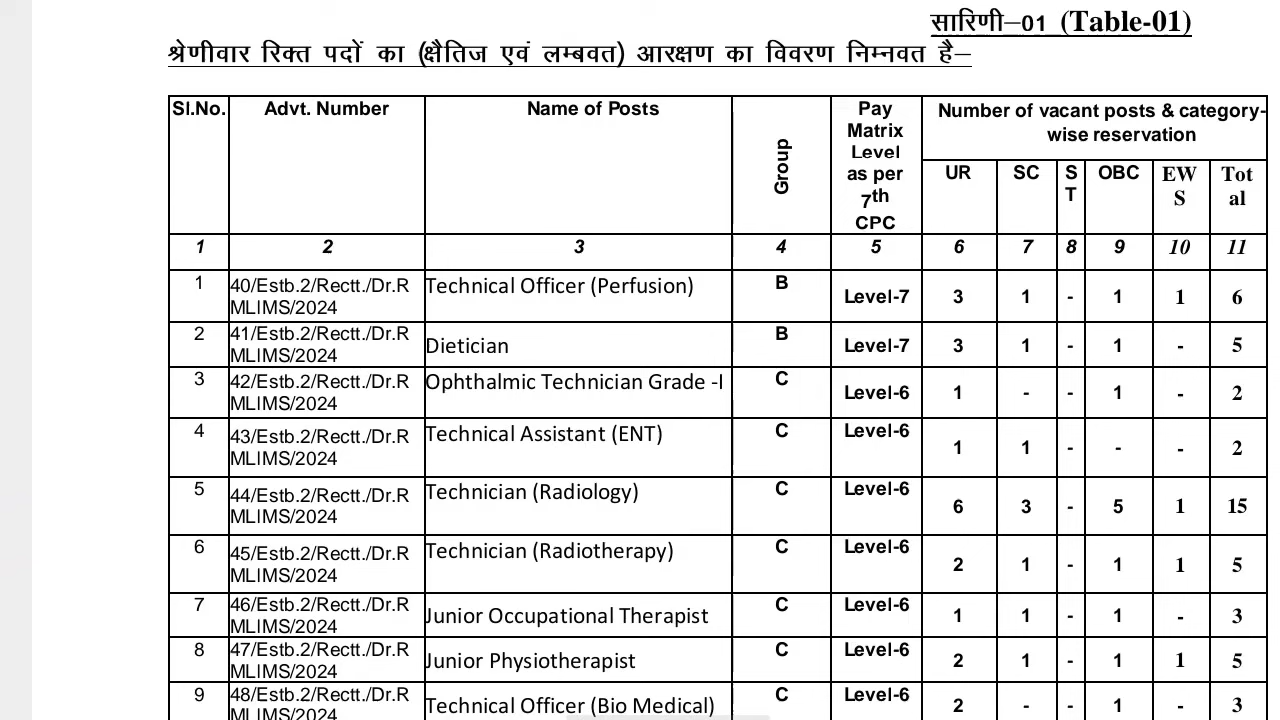 सारिणी–01 (Table-01)
श्रेणीवार रिक्त पदों का (क्षैतिज एवं लम्बवत) आरक्षण का विवरण निम्नवत है–
Sl.No. Advt. Number Name of Posts Group Pay Matrix Level as per 7th CPC Number of vacant posts & category-wise reservation
UR SC ST OBC EWS Total
1 2 3 4 5 6 7 8 9 10 11
1 40/Estb.2/Rectt./Dr.RMLIMS/2024 Technical Officer (Perfusion) B Level-7 3 1 - 1 1 6
2 41/Estb.2/Rectt./Dr.RMLIMS/2024 Dietician B Level-7 3 1 - 1 - 5
3 42/Estb.2/Rectt./Dr.RMLIMS/2024 Ophthalmic Technician Grade -I C Level-6 1 - - 1 - 2
4 43/Estb.2/Rectt./Dr.RMLIMS/2024 Technical Assistant (ENT) C Level-6 1 1 - - - 2
5 44/Estb.2/Rectt./Dr.RMLIMS/2024 Technician (Radiology) C Level-6 6 3 - 5 1 15
6 45/Estb.2/Rectt./Dr.RMLIMS/2024 Technician (Radiotherapy) C Level-6 2 1 - 1 1 5
7 46/Estb.2/Rectt./Dr.RMLIMS/2024 Junior Occupational Therapist C Level-6 1 1 - 1 - 3
8 47/Estb.2/Rectt./Dr.RMLIMS/2024 Junior Physiotherapist C Level-6 2 1 - 1 1 5
9 48/Estb.2/Rectt./Dr.RMLIMS/2024 Technical Officer (Bio Medical) C Level-6 2 - - 1 - 3